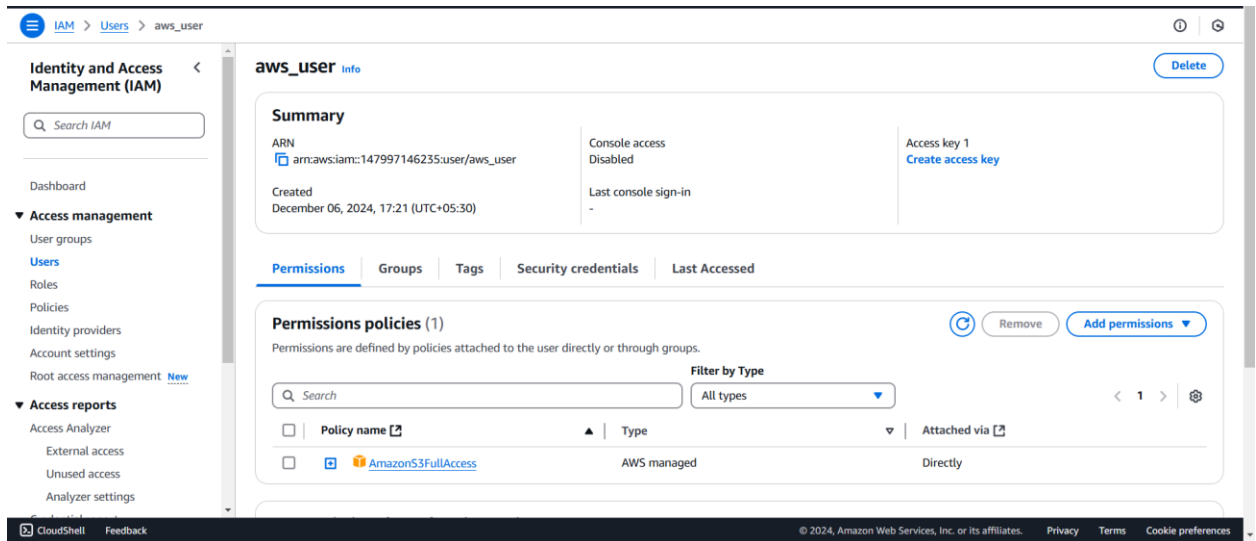 IAM > Users > aws_user
Identity and Access
Management (IAM)
Search IAM
Dashboard
Access management
User groups
Users
Roles
Policies
Identity providers
Account settings
Root access management New
Access reports
Access Analyzer
External access
Unused access
Analyzer settings
aws_user Info
Delete
Summary
ARN
arn:aws:iam::147997146235:user/aws_user
Console access
Disabled
Access key 1
Create access key
Created
December 06, 2024, 17:21 (UTC+05:30)
Last console sign-in
-
Permissions Groups Tags Security credentials Last Accessed
Permissions policies (1)
Remove
Add permissions
Permissions are defined by policies attached to the user directly or through groups.
Filter by Type
Search
All types
1
Policy name Type Attached via
AmazonS3FullAccess AWS managed Directly
CloudShell Feedback © 2024, Amazon Web Services, Inc. or its affiliates. Privacy Terms Cookie preferences